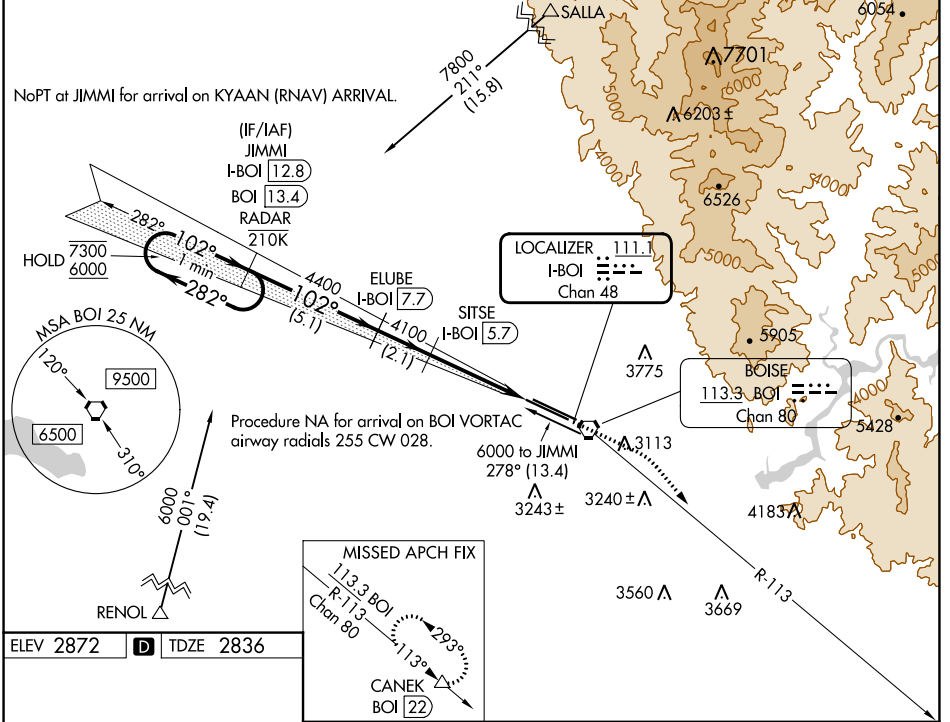 SALLA
6054
7701
6000
5000
7800
211°
(15.8)
NoPT at JIMMI for arrival on KYAAN (RNAV) ARRIVAL.
6203±
4000
(IF/IAF)
JIMMI
I-BOI 12.8
BOI 13.4
RADAR
210K
4000
6526
282°
102°
HOLD 7300
6000
1 min
282°
4400
102°
(5.1)
ELUBE
I-BOI 7.7
4100
(2.1)
SITSE
I-BOI 5.7
LOCALIZER 111.1
I-BOI
Chan 48
5000
5000
MSA BOI 25 NM
120°
9500
6500
310°
3775
5905
BOISE
113.3 BOI
Chan 80
4000
5428
Procedure NA for arrival on BOI VORTAC
airway radials 255 CW 028.
6000 to JIMMI
278° (13.4)
3113
3243±
3240±
4183
6000
001°
(19.4)
RENOL
MISSED APCH FIX
113.3 BOI
R-113
Chan 80
293°
113°
CANEK
BOI 22
3560
3669
R-113
ELEV 2872 D TDZE 2836